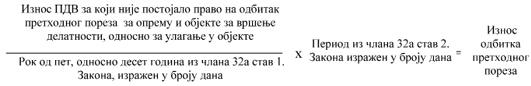 Износ ПДВ за који није постојало право на одбитак
претходног пореза за опрему и објекте за вршење
делатности, односно за улагање у објекте
Рок од пет, односно десет година из члана 32а став 1.
Закона, изражен у броју дана
x
Период из члана 32а став 2.
Закона изражен у броју дана
=
Износ
одбитка
претходног
пореза